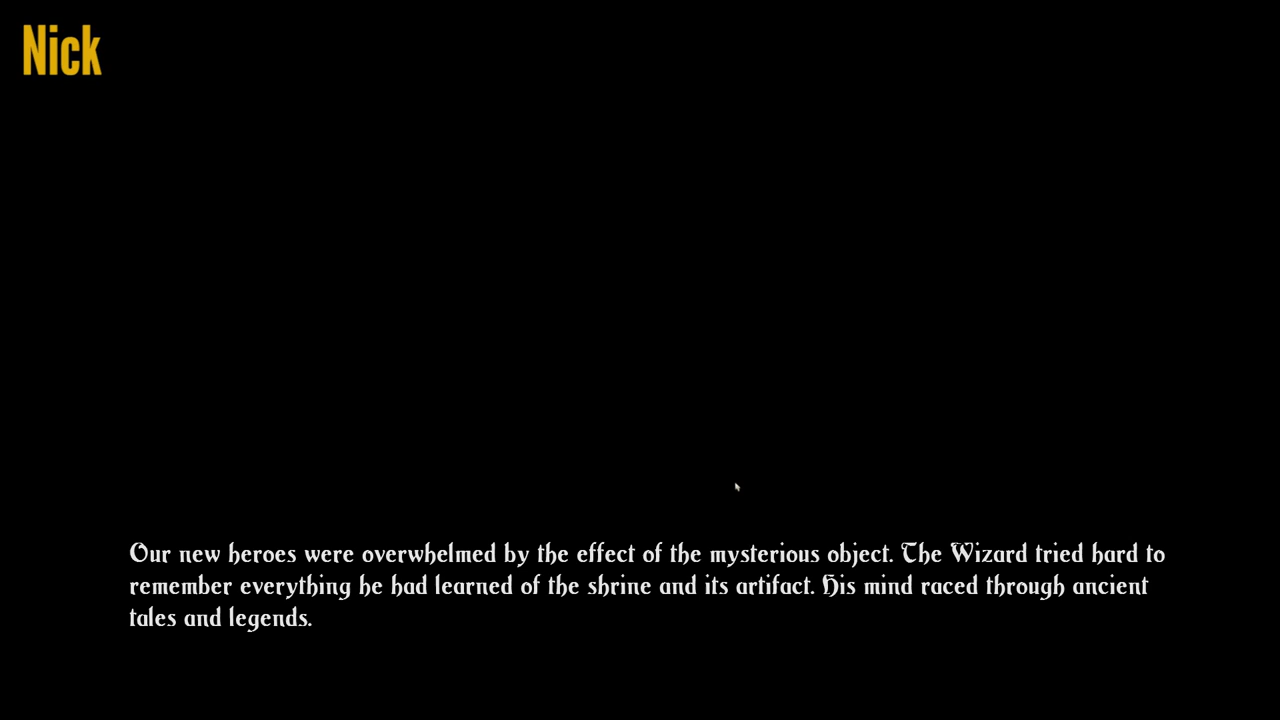 Nick
Our new heroes were overwhelmed by the effect of the mysterious object. The Wizard tried hard to
remember everything he had learned of the shrine and its artifact. His mind raced through ancient
tales and legends.